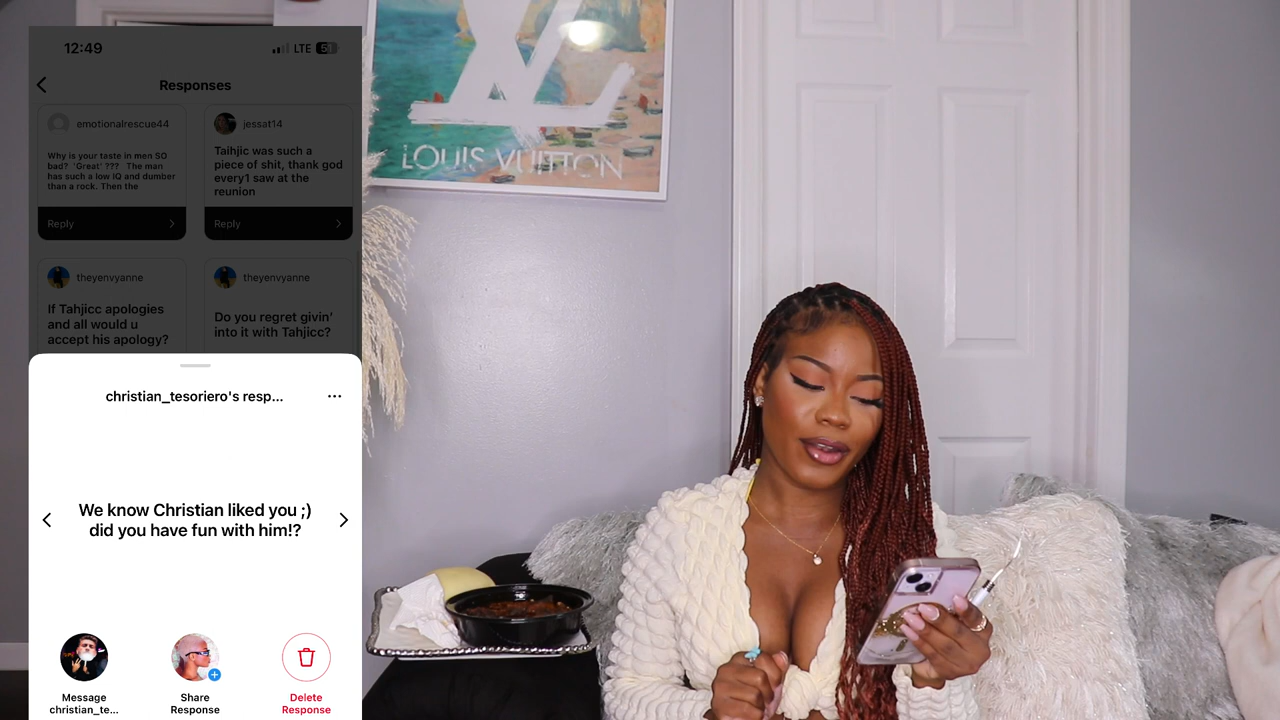 12:49
LTE 51
Responses
emotionalrescue44
Why is your taste in men SO
bad? 'Great' ??? The man
has such a low IQ and dumber
than a rock. Then the
Reply
jessat14
Taihjic was such a
piece of shit, thank god
every1 saw at the
reunion
Reply
theyenvyanne
If Tahjicc apologies
and all would u
accept his apology?
theyenvyanne
Do you regret givin'
into it with Tahjicc?
christian_tesoriero's resp...
We know Christian liked you ;)
did you have fun with him!?
Message
christian_te...
Share
Response
Delete
Response
LV
LOUIS VUITTON